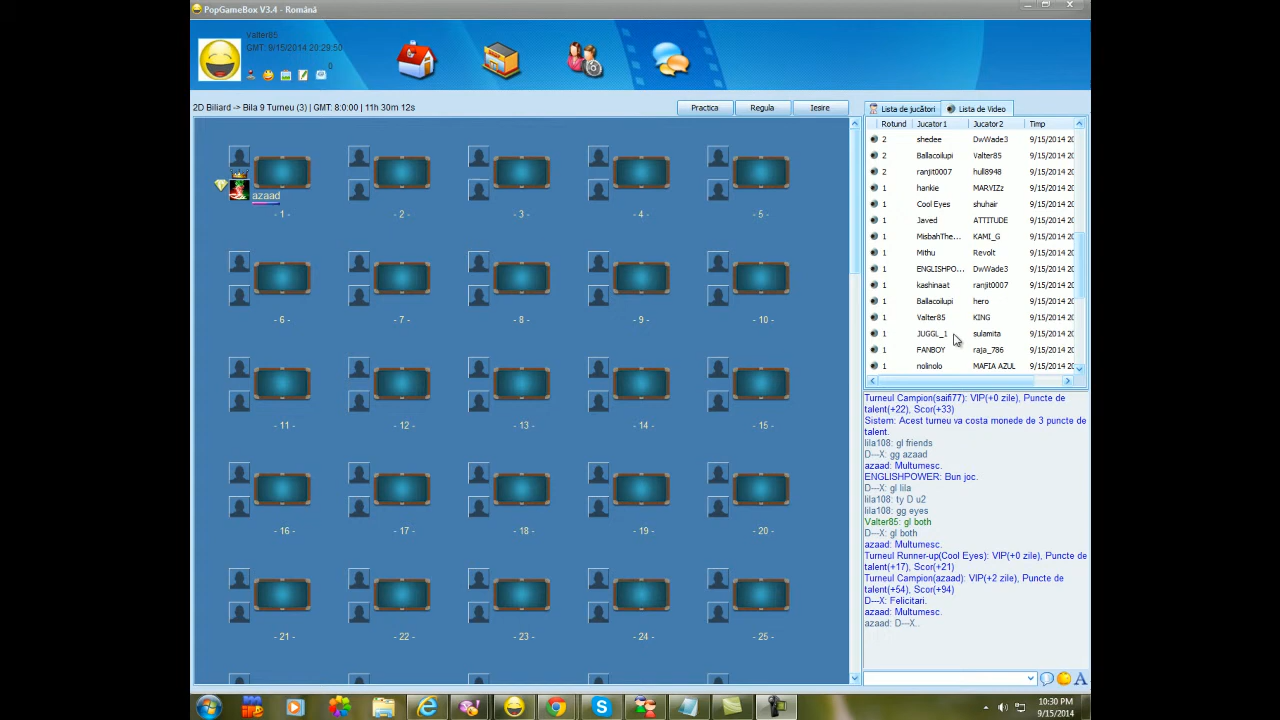 PopGameBox V3.4 - Română
Valter85
GMT: 9/15/2014 20:29:50
0
2D Biliard -> Bila 9 Turneu (3) | GMT: 8:0:00 | 11h 30m 12s
Practica
Regula
Iesire
Lista de jucători
Lista de Video
Rotund Jucator1 Jucator2 Timp
2 shedee DwWade3 9/15/2014 20
2 Ballacoilupi Valter85 9/15/2014 20
2 ranjit0007 hull8948 9/15/2014 20
1 hankie MARVIZz 9/15/2014 20
1 Cool Eyes shuhair 9/15/2014 20
1 Javed ATTITUDE 9/15/2014 20
1 MisbahThe... KAMI_G 9/15/2014 20
1 Mithu Revolt 9/15/2014 20
1 ENGLISHPO... DwWade3 9/15/2014 20
1 kashinaat ranjit0007 9/15/2014 20
1 Ballacoilupi hero 9/15/2014 20
1 Valter85 KING 9/15/2014 20
1 JUGGL_1 sulamita 9/15/2014 20
1 FANBOY raja_786 9/15/2014 20
1 nolinolo MAFIA AZUL 9/15/2014 20
azaad
- 1 - - 2 - - 3 - - 4 - - 5 -
- 6 - - 7 - - 8 - - 9 - - 10 -
- 11 - - 12 - - 13 - - 14 - - 15 -
- 16 - - 17 - - 18 - - 19 - - 20 -
- 21 - - 22 - - 23 - - 24 - - 25 -
Turneul Campion(saifi77): VIP(+0 zile), Puncte de
talent(+22), Scor(+33)
Sistem: Acest turneu va costa monede de 3 puncte de
talent.
lila108: gl friends
D---X: gg azaad
azaad: Multumesc.
ENGLISHPOWER: Bun joc.
D---X: gl lila
lila108: ty D u2
lila108: gg eyes
Valter85: gl both
D---X: gl both
azaad: Multumesc.
Turneul Runner-up(Cool Eyes): VIP(+0 zile), Puncte de
talent(+17), Scor(+21)
Turneul Campion(azaad): VIP(+2 zile), Puncte de
talent(+54), Scor(+94)
D---X: Felicitari.
azaad: Multumesc.
azaad: D---X..
10:30 PM
9/15/2014